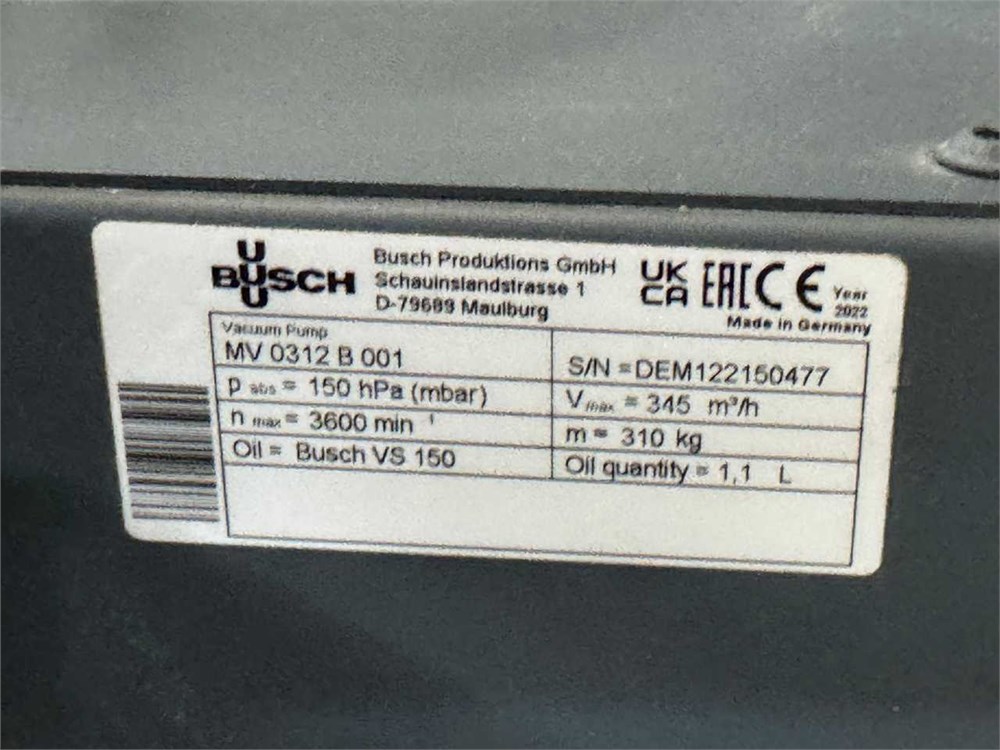 BUSCH
Busch Produktions GmbH
Schauinslandstrasse 1
D-79689 Maulburg
UK CA EAC CE
Year
2022
Made in Germany
Vacuum Pump
MV 0312 B 001
S/N = DEM122150477
p abs = 150 hPa (mbar)
V max = 345 m³/h
n max = 3600 min⁻¹
m = 310 kg
Oil = Busch VS 150
Oil quantity = 1,1 L